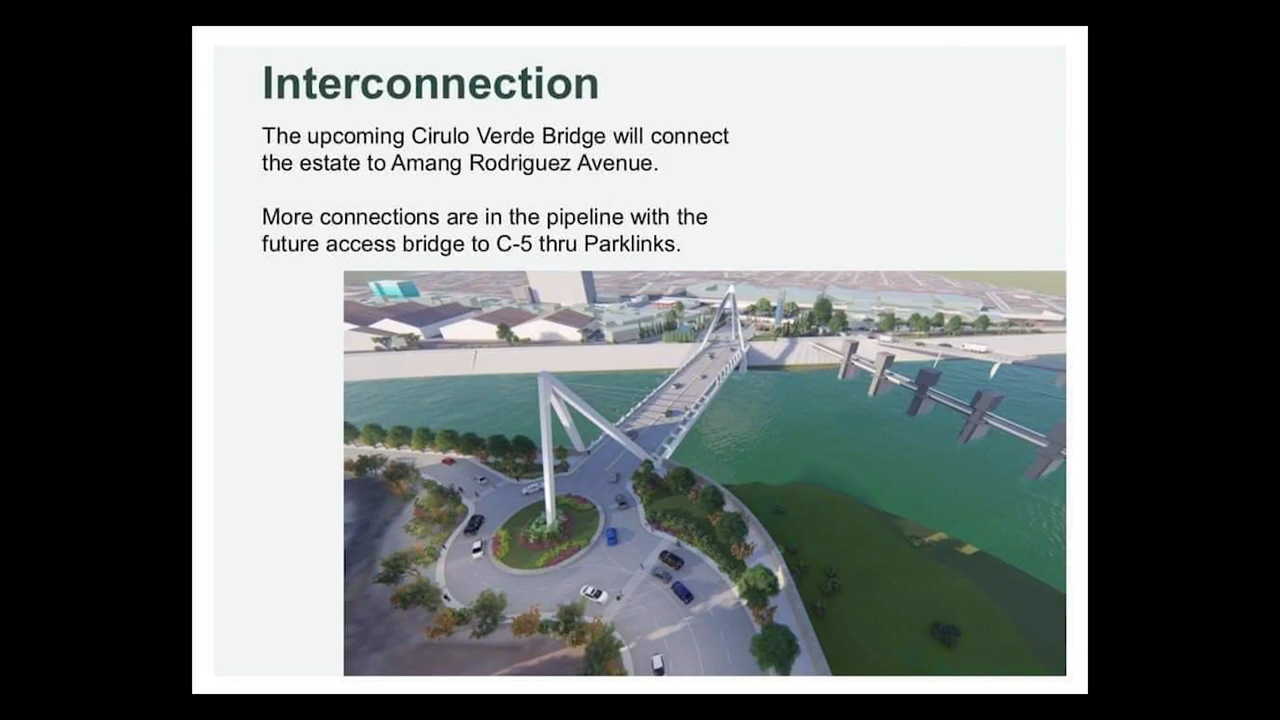 Interconnection
The upcoming Cirulo Verde Bridge will connect
the estate to Amang Rodriguez Avenue.
More connections are in the pipeline with the
future access bridge to C-5 thru Parklinks.